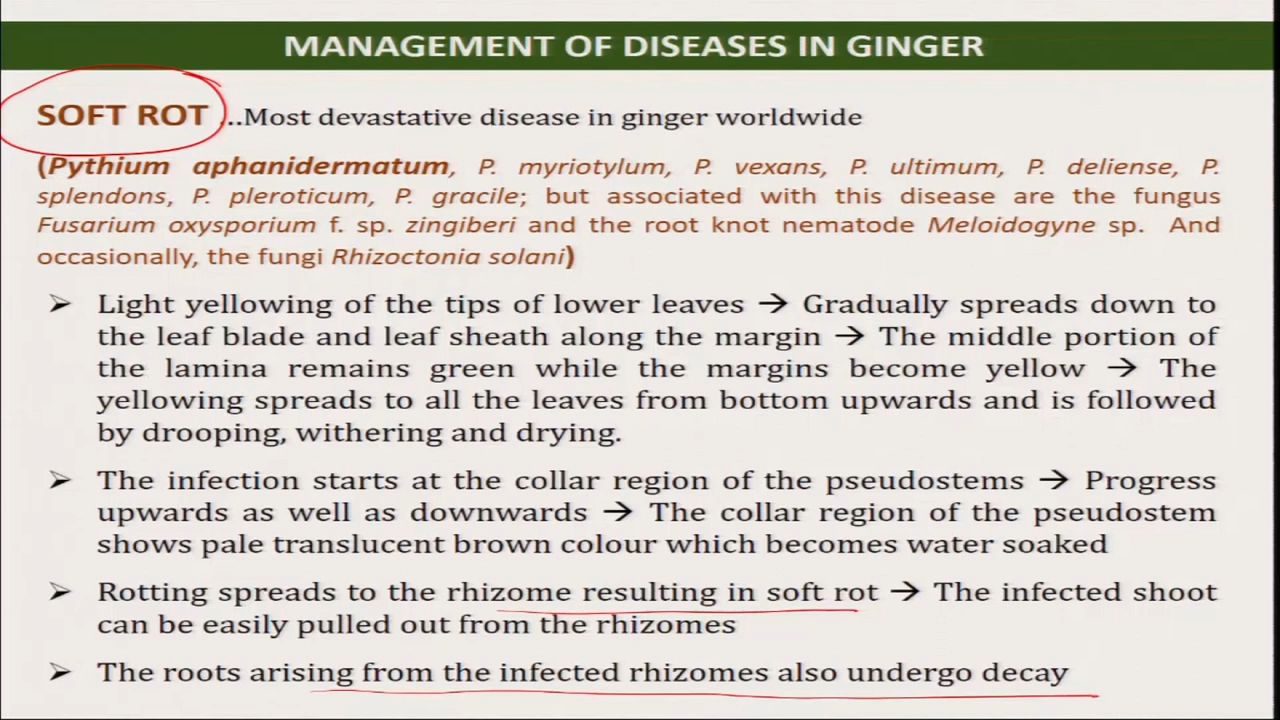 MANAGEMENT OF DISEASES IN GINGER
SOFT ROT ...Most devastative disease in ginger worldwide
(Pythium aphanidermatum, P. myriotylum, P. vexans, P. ultimum, P. deliense, P.
splendons, P. pleroticum, P. gracile; but associated with this disease are the fungus
Fusarium oxysporium f. sp. zingiberi and the root knot nematode Meloidogyne sp. And
occasionally, the fungi Rhizoctonia solani)
➢ Light yellowing of the tips of lower leaves → Gradually spreads down to
the leaf blade and leaf sheath along the margin → The middle portion of
the lamina remains green while the margins become yellow → The
yellowing spreads to all the leaves from bottom upwards and is followed
by drooping, withering and drying.
➢ The infection starts at the collar region of the pseudostems → Progress
upwards as well as downwards → The collar region of the pseudostem
shows pale translucent brown colour which becomes water soaked
➢ Rotting spreads to the rhizome resulting in soft rot → The infected shoot
can be easily pulled out from the rhizomes
➢ The roots arising from the infected rhizomes also undergo decay